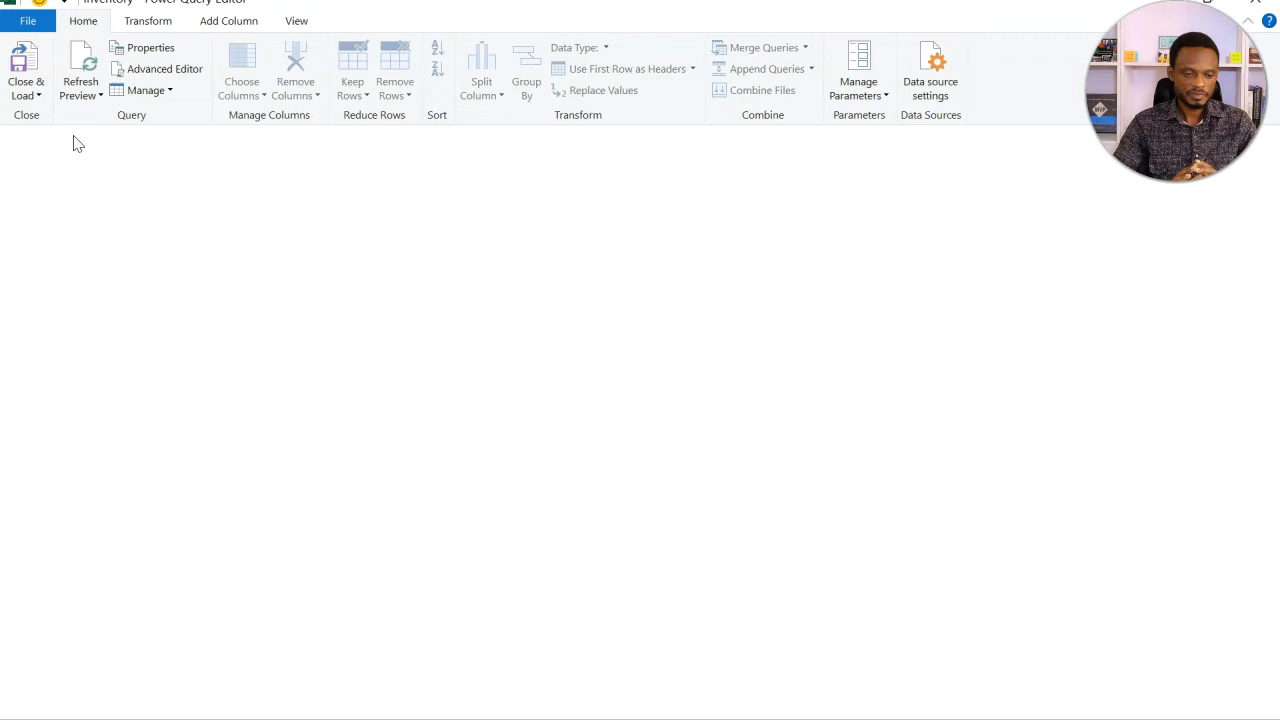 Inventory - Power Query Editor
File Home Transform Add Column View
Close & Load
Refresh Preview
Properties
Advanced Editor
Manage
Choose Columns
Remove Columns
Keep Rows
Remove Rows
A Z
Z A
Split Column
Group By
Data Type:
Use First Row as Headers
1 2 Replace Values
Merge Queries
Append Queries
Combine Files
Manage Parameters
Data source settings
Close
Query
Manage Columns
Reduce Rows
Sort
Transform
Combine
Parameters
Data Sources
?